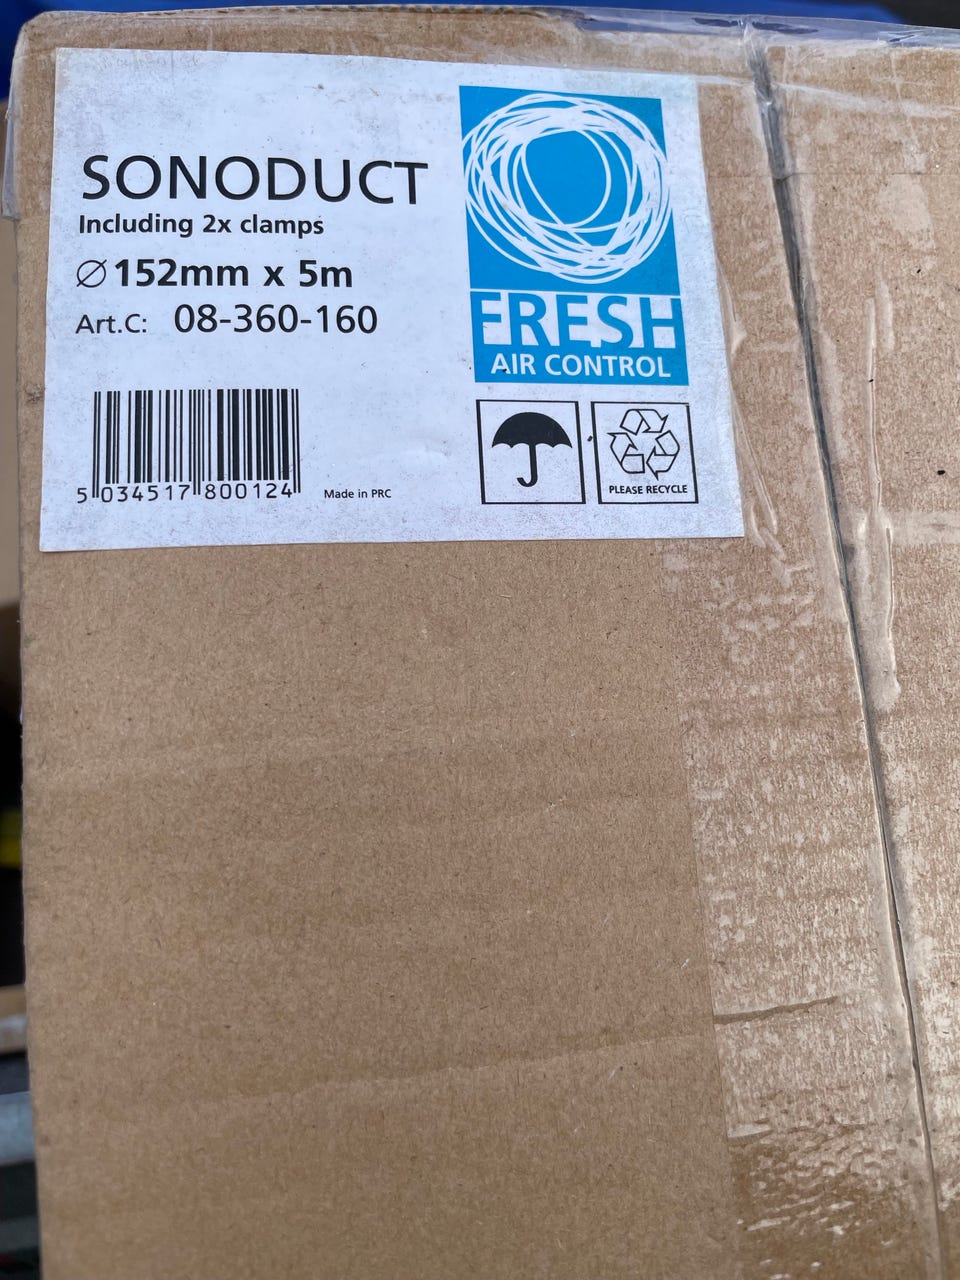 SONODUCT
Including 2x clamps
Ø 152mm x 5m
Art.C: 08-360-160
5 034517 800124
Made in PRC
FRESH
AIR CONTROL
PLEASE RECYCLE